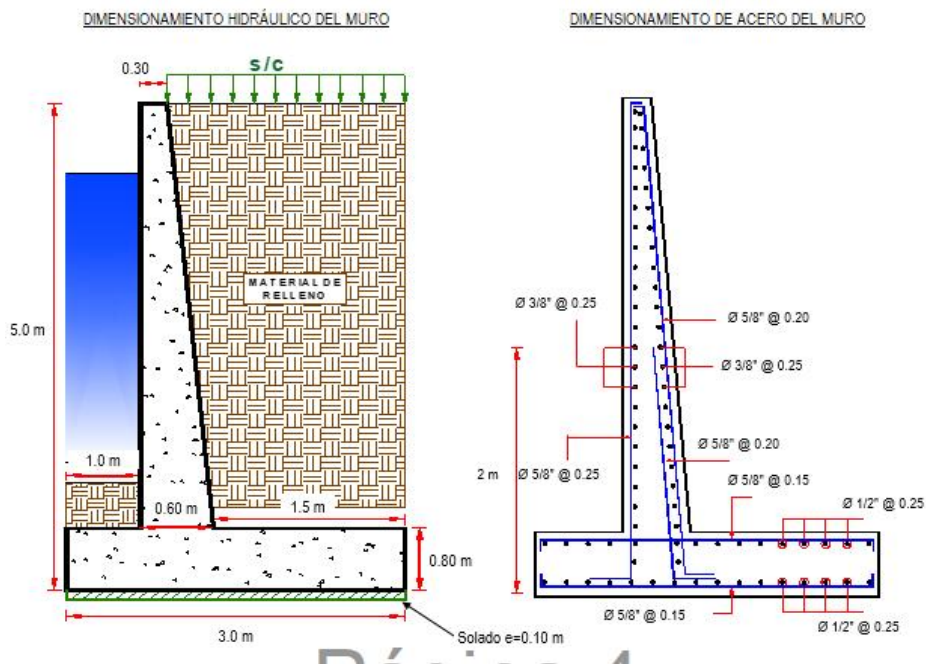 DIMENSIONAMIENTO HIDRÁULICO DEL MURO
0.30
s/c
5.0 m
MATERIAL DE
RELLENO
1.0 m
0.60 m
1.5 m
0.80 m
3.0 m
Solado e=0.10 m
DIMENSIONAMIENTO DE ACERO DEL MURO
Ø 3/8" @ 0.25
Ø 5/8" @ 0.20
Ø 3/8" @ 0.25
Ø 5/8" @ 0.20
2 m
Ø 5/8" @ 0.25
Ø 5/8" @ 0.15
Ø 1/2" @ 0.25
Ø 5/8" @ 0.15
Ø 1/2" @ 0.25